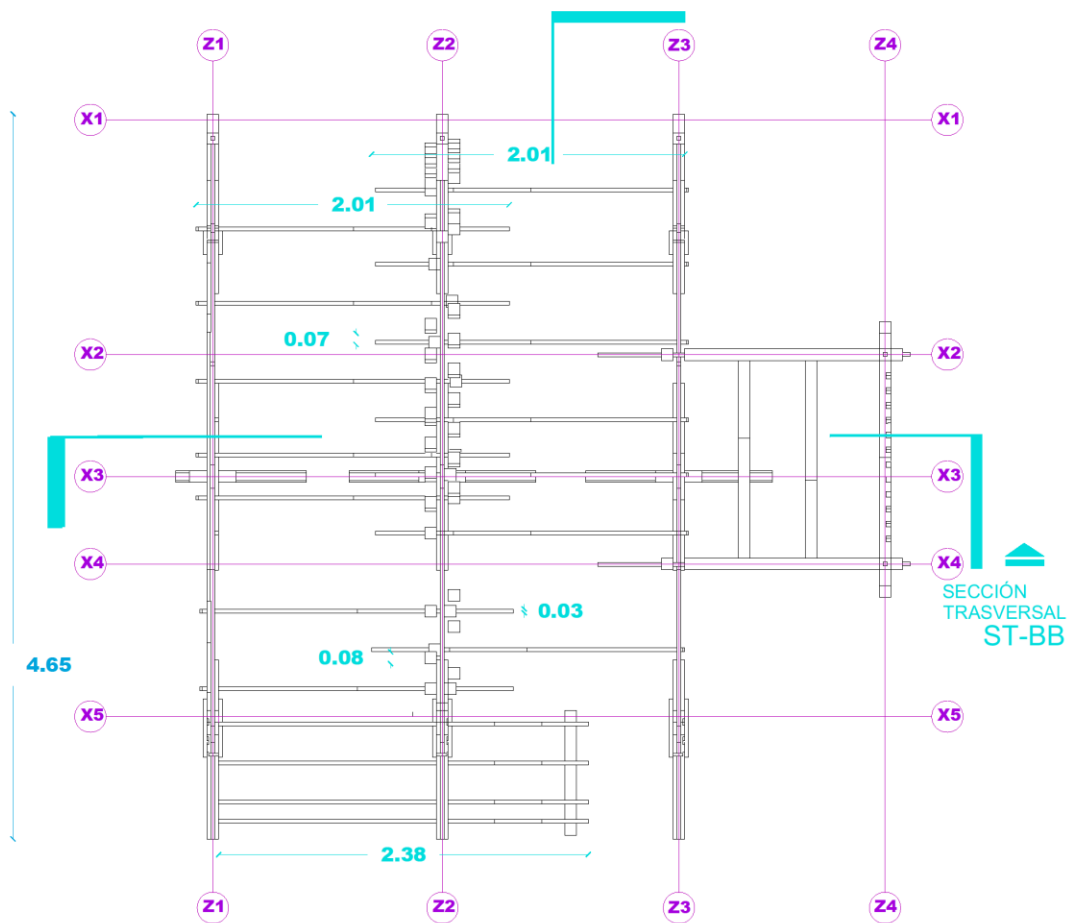 Z1
Z2
Z3
Z4
X1
X1
2.01
2.01
0.07
X2
X2
X3
X3
X4
X4
SECCIÓN
TRASVERSAL
ST-BB
0.03
0.08
4.65
X5
X5
2.38
Z1
Z2
Z3
Z4